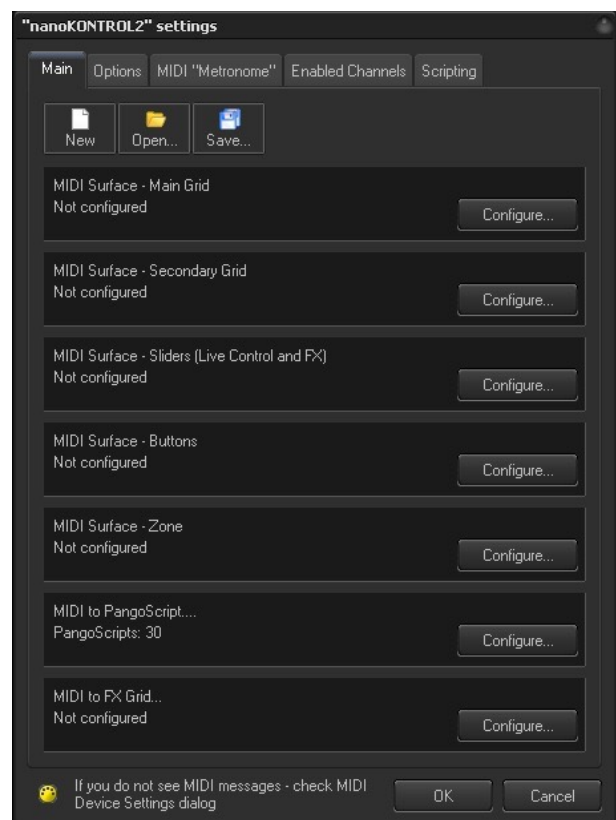 "nanoKONTROL2" settings
Main Options MIDI "Metronome" Enabled Channels Scripting
New Open... Save...
MIDI Surface - Main Grid
Not configured
Configure...
MIDI Surface - Secondary Grid
Not configured
Configure...
MIDI Surface - Sliders (Live Control and FX)
Not configured
Configure...
MIDI Surface - Buttons
Not configured
Configure...
MIDI Surface - Zone
Not configured
Configure...
MIDI to PangoScript....
PangoScripts: 30
Configure...
MIDI to FX Grid...
Not configured
Configure...
If you do not see MIDI messages - check MIDI
Device Settings dialog
OK Cancel